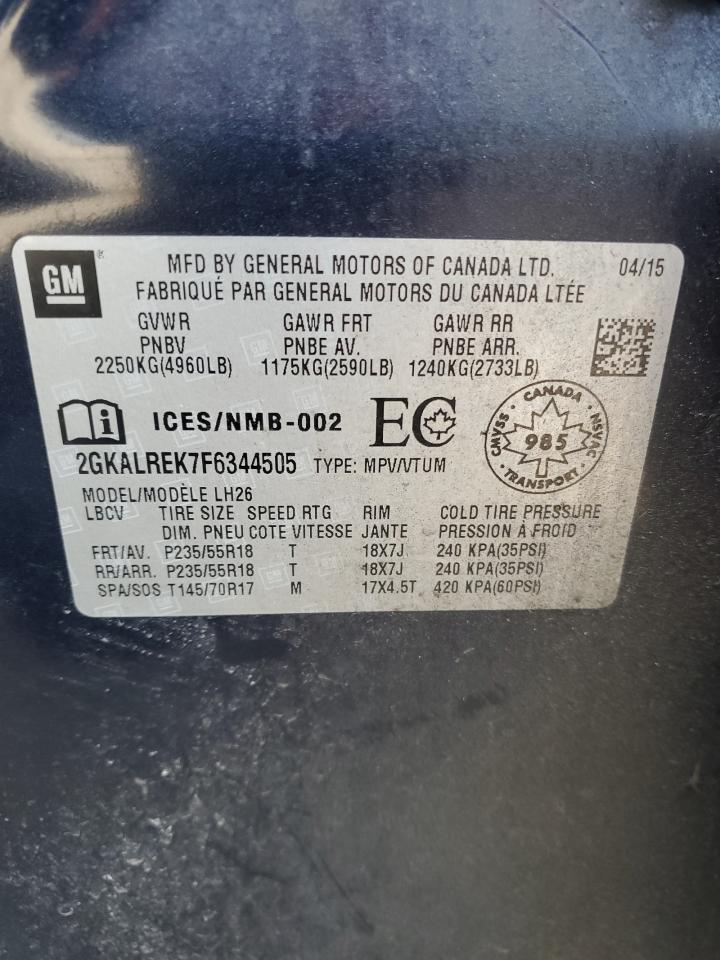 GM
MFD BY GENERAL MOTORS OF CANADA LTD. 04/15
FABRIQUÉ PAR GENERAL MOTORS DU CANADA LTÉE
GVWR GAWR FRT GAWR RR
PNBV PNBE AV. PNBE ARR.
2250KG(4960LB) 1175KG(2590LB) 1240KG(2733LB)
i ICES/NMB-002 EC
CANADA
CMVSS 985 NSVAC
TRANSPORT
2GKALREK7F6344505 TYPE: MPV/VTUM
MODEL/MODÈLE LH26
LBCV TIRE SIZE SPEED RTG RIM COLD TIRE PRESSURE
DIM. PNEU COTE VITESSE JANTE PRESSION À FROID
FRT/AV. P235/55R18 T 18X7J 240 KPA(35PSI)
RR/ARR. P235/55R18 T 18X7J 240 KPA(35PSI)
SPA/SOS T145/70R17 M 17X4.5T 420 KPA(60PSI)